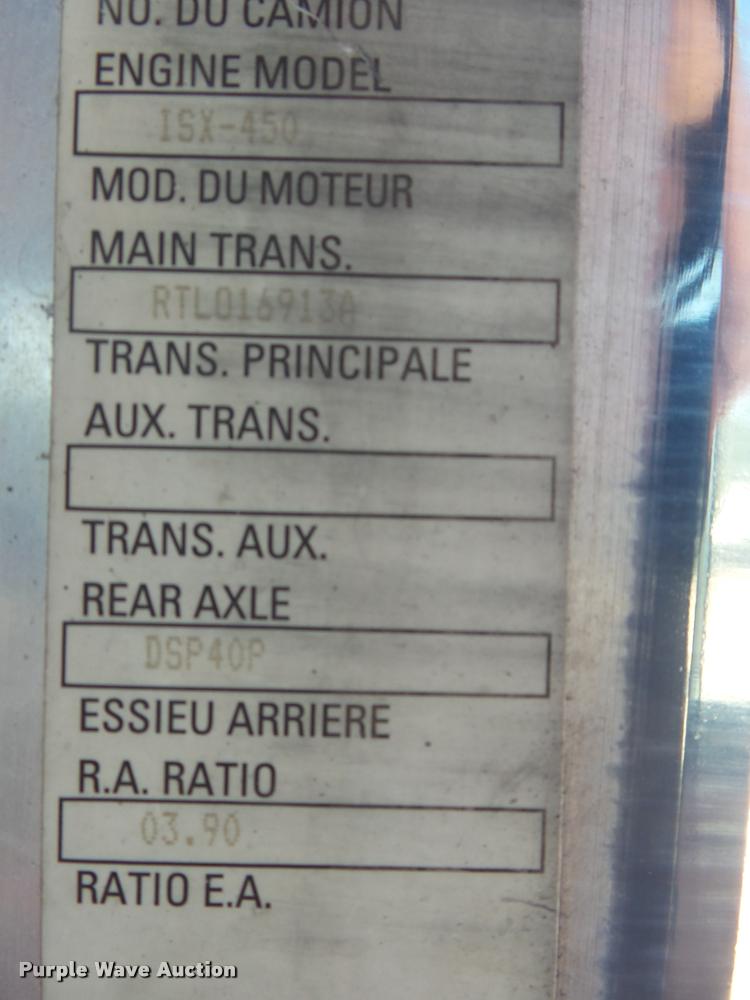 NO. DU CAMION
ENGINE MODEL
ISX-450
MOD. DU MOTEUR
MAIN TRANS.
RTLO16913A
TRANS. PRINCIPALE
AUX. TRANS.
TRANS. AUX.
REAR AXLE
DSP40P
ESSIEU ARRIERE
R.A. RATIO
03.90
RATIO E.A.
Purple Wave Auction